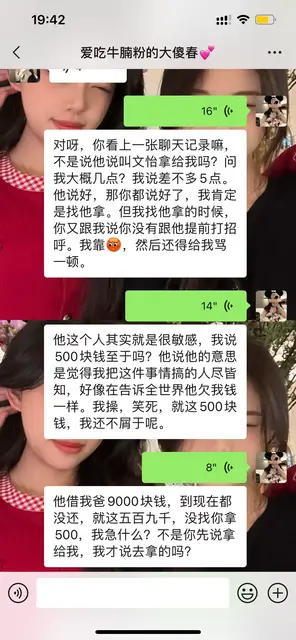 19:42
爱吃牛腩粉的大傻春💕
16"
对呀，你看上一张聊天记录嘛，
不是说他说叫文怡拿给我吗？问
我大概几点？我说差不多5点。
他说好，那你都说好了，我肯定
是找他拿。但我找他拿的时候，
你又跟我说你没有跟他提前打招
呼。我靠😡，然后还得给我骂
一顿。
14"
他这个人其实就是很敏感，我说
500块钱至于吗？他说他的意思
是觉得我把这件事情搞的人尽皆
知，好像在告诉全世界他欠我钱
一样。我操，笑死，就这500块
钱，我还不屑于呢。
8"
他借我爸9000块钱，到现在都
没还，就这五百九千，没找你拿
500，我急什么？不是你先说拿
给我，我才说去拿的吗？